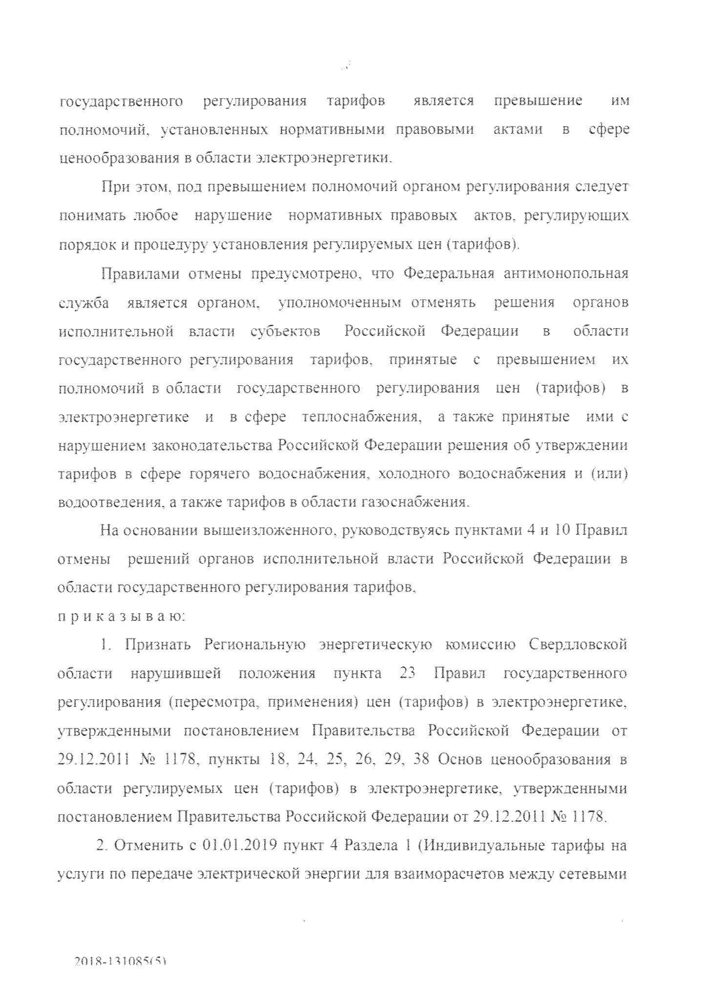 государственного регулирования тарифов является превышение им
полномочий, установленных нормативными правовыми актами в сфере
ценообразования в области электроэнергетики.
При этом, под превышением полномочий органом регулирования следует
понимать любое нарушение нормативных правовых актов, регулирующих
порядок и процедуру установления регулируемых цен (тарифов).
Правилами отмены предусмотрено, что Федеральная антимонопольная
служба является органом, уполномоченным отменять решения органов
исполнительной власти субъектов Российской Федерации в области
государственного регулирования тарифов, принятые с превышением их
полномочий в области государственного регулирования цен (тарифов) в
электроэнергетике и в сфере теплоснабжения, а также принятые ими с
нарушением законодательства Российской Федерации решения об утверждении
тарифов в сфере горячего водоснабжения, холодного водоснабжения и (или)
водоотведения, а также тарифов в области газоснабжения.
На основании вышеизложенного, руководствуясь пунктами 4 и 10 Правил
отмены решений органов исполнительной власти Российской Федерации в
области государственного регулирования тарифов,
п р и к а з ы в а ю:
1. Признать Региональную энергетическую комиссию Свердловской
области нарушившей положения пункта 23 Правил государственного
регулирования (пересмотра, применения) цен (тарифов) в электроэнергетике,
утвержденными постановлением Правительства Российской Федерации от
29.12.2011 № 1178, пункты 18, 24, 25, 26, 29, 38 Основ ценообразования в
области регулируемых цен (тарифов) в электроэнергетике, утвержденными
постановлением Правительства Российской Федерации от 29.12.2011 № 1178.
2. Отменить с 01.01.2019 пункт 4 Раздела 1 (Индивидуальные тарифы на
услуги по передаче электрической энергии для взаиморасчетов между сетевыми
2018-131085(5)